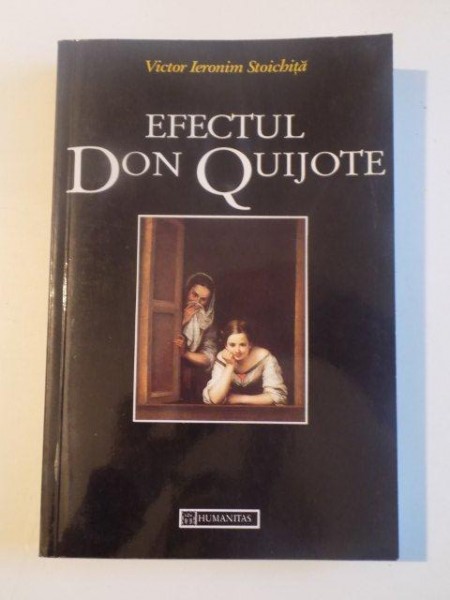 Victor Ieronim Stoichiță
EFECTUL
DON QUIJOTE
HUMANITAS